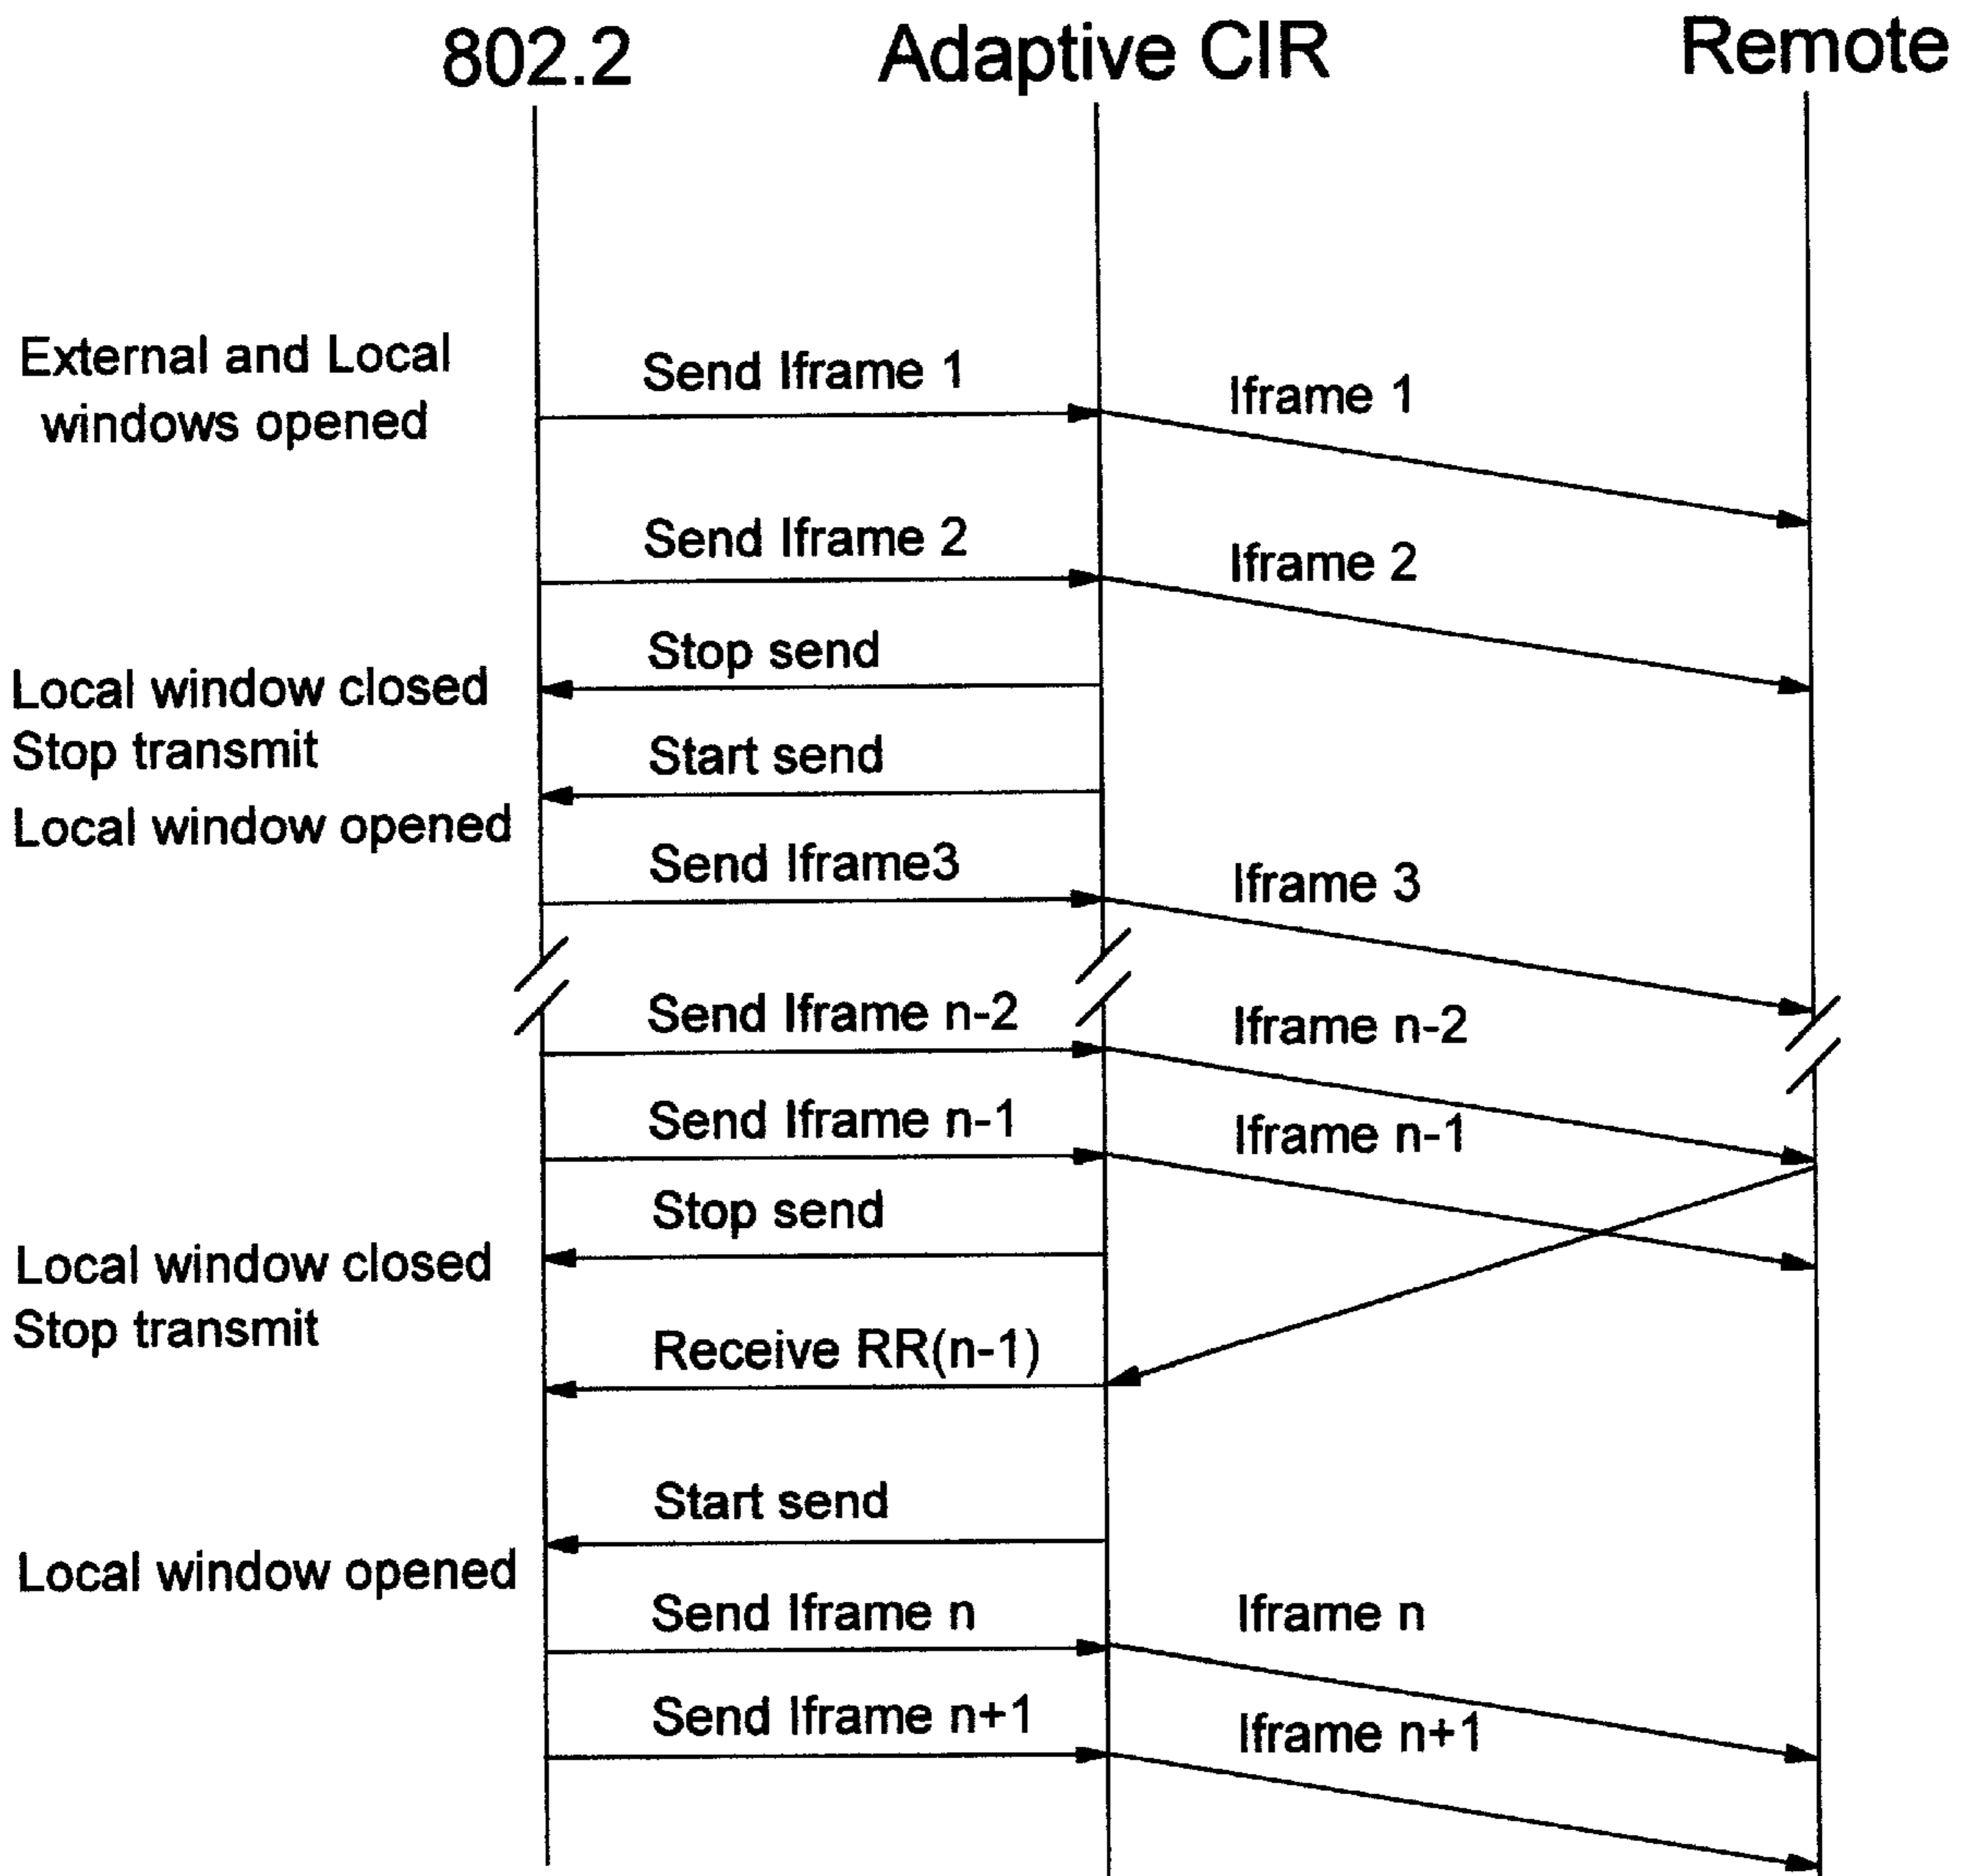 802.2
Adaptive CIR
Remote
External and Local
windows opened
Send Iframe 1
Iframe 1
Send Iframe 2
Iframe 2
Stop send
Local window closed
Stop transmit
Start send
Local window opened
Send Iframe3
Iframe 3
Send Iframe n-2
Iframe n-2
Send Iframe n-1
Iframe n-1
Stop send
Local window closed
Stop transmit
Receive RR(n-1)
Start send
Local window opened
Send Iframe n
Iframe n
Send Iframe n+1
Iframe n+1